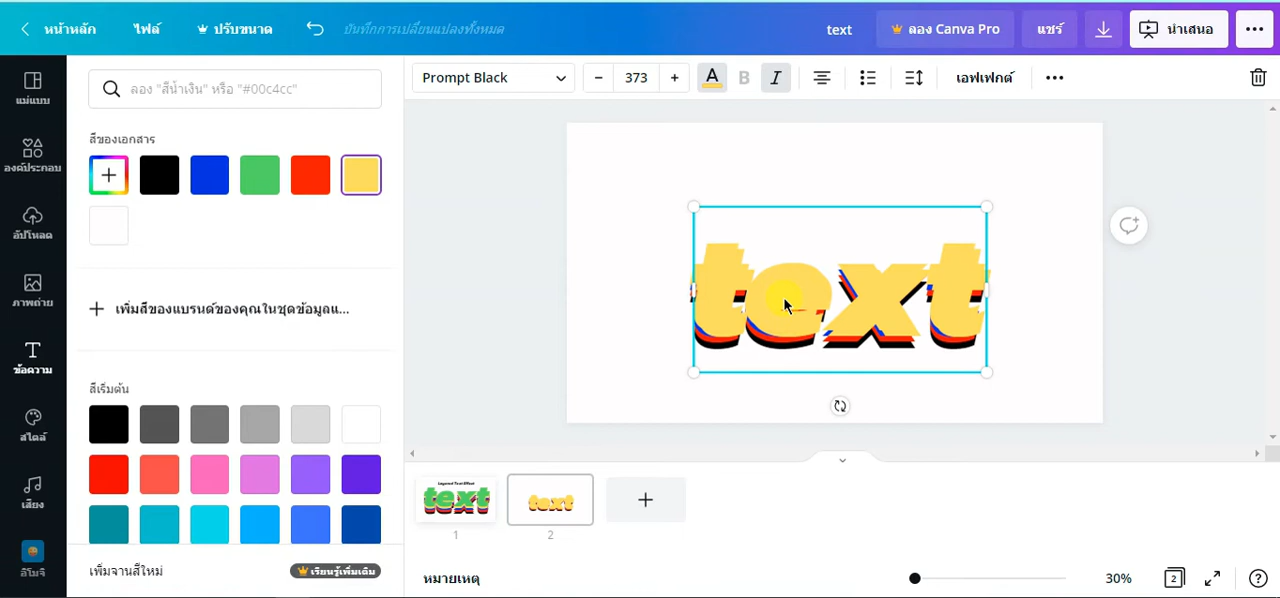 หน้าหลัก
ไฟล์
ปรับขนาด
บันทึกการเปลี่ยนแปลงทั้งหมด
text
ลอง Canva Pro
แชร์
นำเสนอ
แม่แบบ
องค์ประกอบ
อัปโหลด
ภาพถ่าย
ข้อความ
สไตล์
เสียง
อิโมจิ
ลอง "สีน้ำเงิน" หรือ "#00c4cc"
สีของเอกสาร
เพิ่มสีของแบรนด์ของคุณในชุดข้อมูลแ...
สีเริ่มต้น
เพิ่มจานสีใหม่
เรียนรู้เพิ่มเติม
Prompt Black
373
A
B
I
เอฟเฟกต์
text
Layered Text Effect
text
1
text
2
หมายเหตุ
30%
2